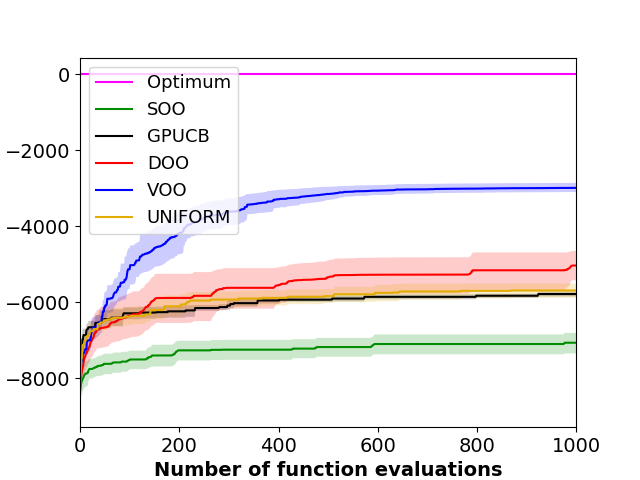 0
−2000
−4000
−6000
−8000
Optimum
SOO
GPUCB
DOO
VOO
UNIFORM
0 200 400 600 800 1000
Number of function evaluations